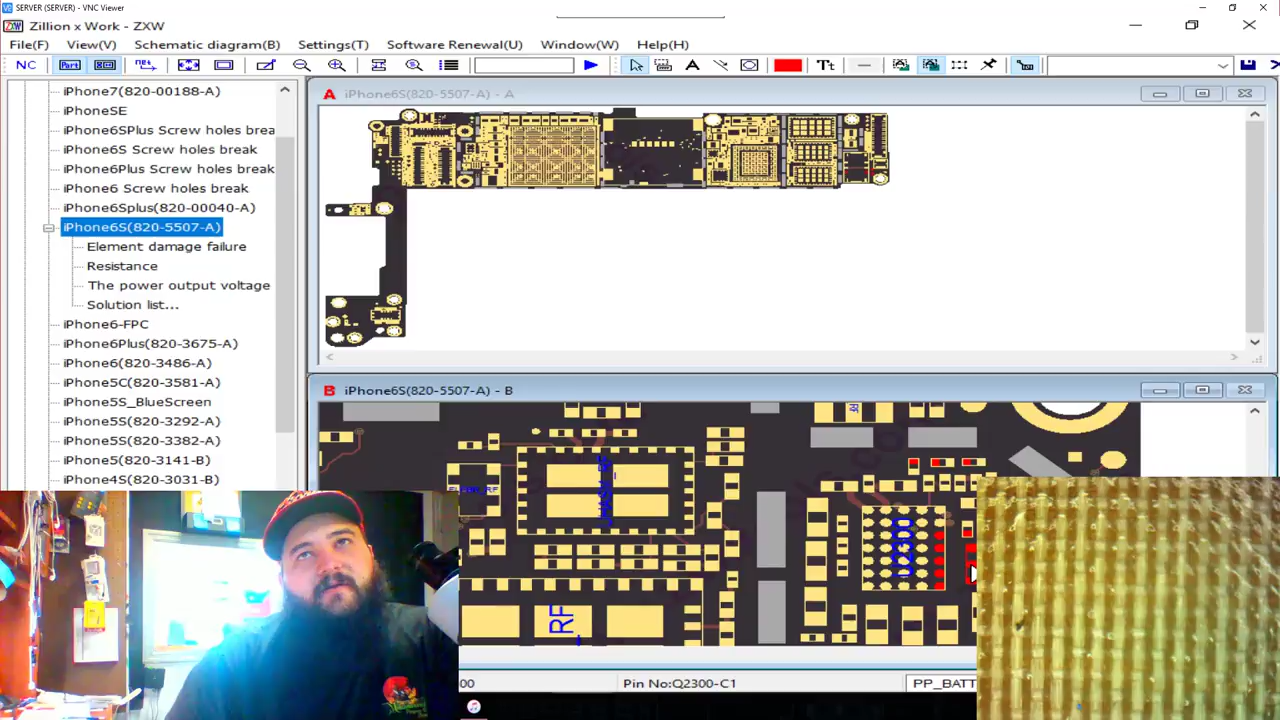 SERVER (SERVER) - VNC Viewer
Zillion x Work - ZXW
File(F) View(V) Schematic diagram(B) Settings(T) Software Renewal(U) Window(W) Help(H)
NC Part net
iPhone7(820-00188-A)
iPhoneSE
iPhone6SPlus Screw holes brea
iPhone6S Screw holes break
iPhone6Plus Screw holes break
iPhone6 Screw holes break
iPhone6Splus(820-00040-A)
iPhone6S(820-5507-A)
Element damage failure
Resistance
The power output voltage
Solution list...
iPhone6-FPC
iPhone6Plus(820-3675-A)
iPhone6(820-3486-A)
iPhone5C(820-3581-A)
iPhone5S_BlueScreen
iPhone5S(820-3292-A)
iPhone5S(820-3382-A)
iPhone5(820-3141-B)
iPhone4S(820-3031-B)
A iPhone6S(820-5507-A) - A
B iPhone6S(820-5507-A) - B
RF
00 Pin No:Q2300-C1 PP_BATT